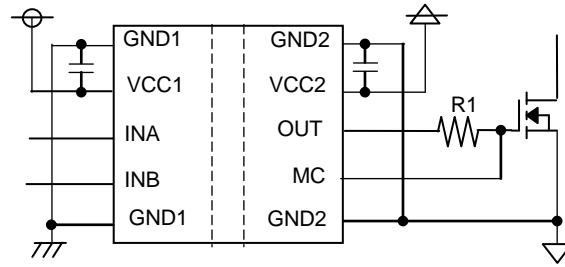 GND1
GND2
VCC1
VCC2
R1
INA
OUT
INB
MC
GND1
GND2